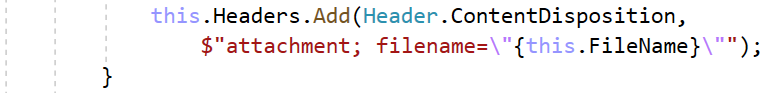 this.Headers.Add(Header.ContentDisposition,
$"attachment; filename=\"{this.FileName}\"");
}